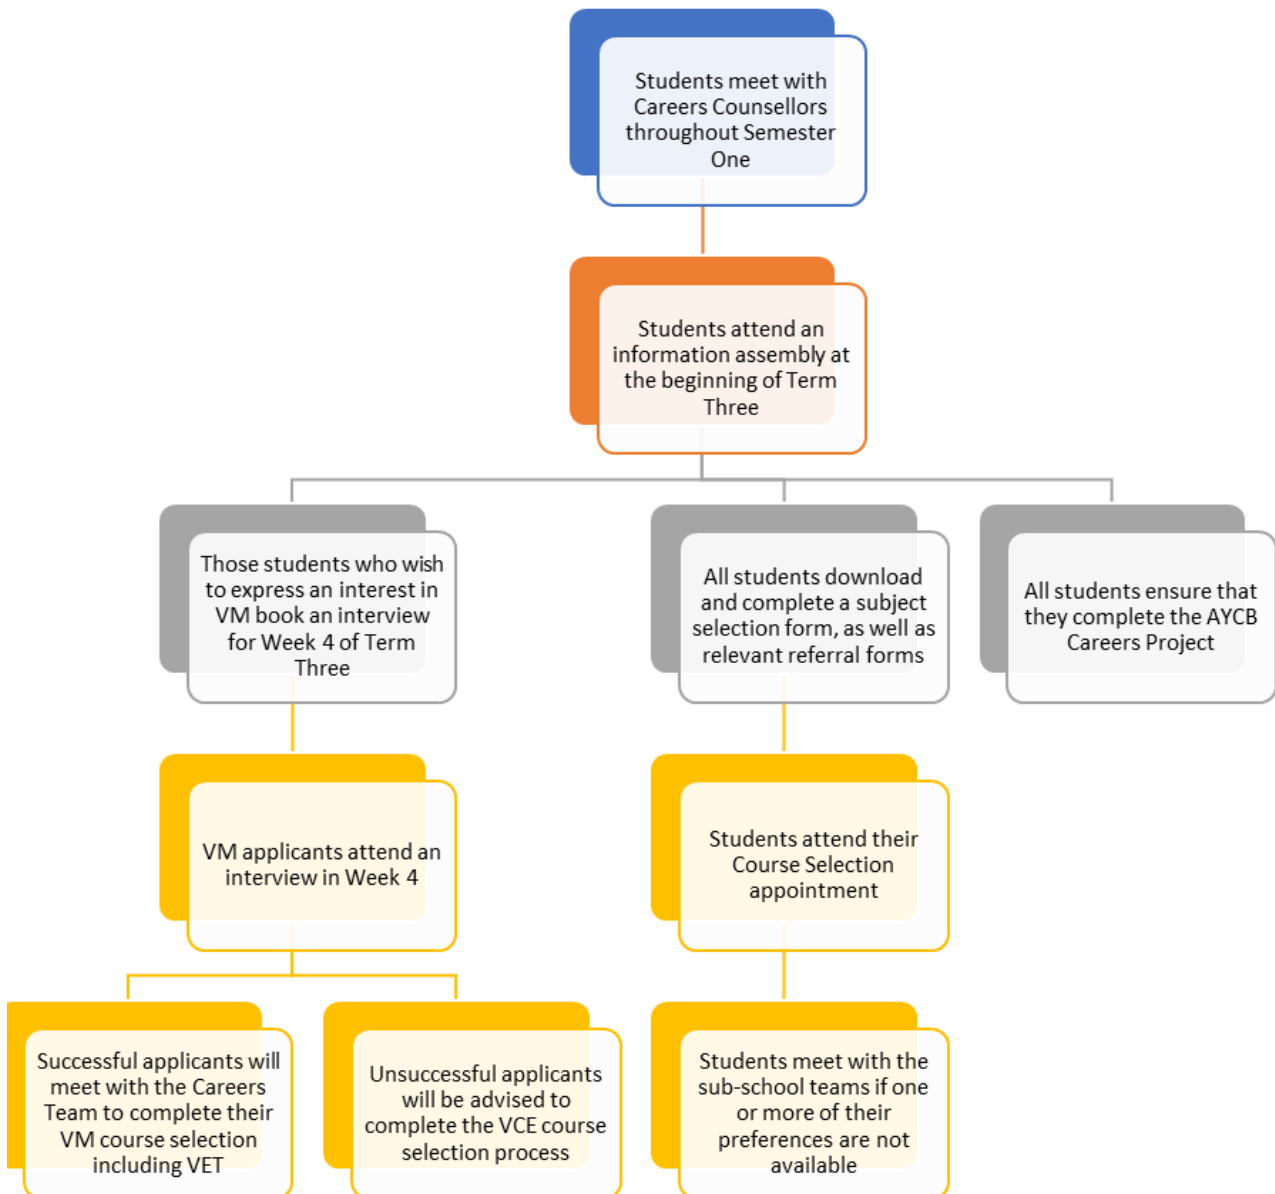 Students meet with
Careers Counsellors
throughout Semester
One
Students attend an
information assembly at
the beginning of Term
Three
Those students who wish
to express an interest in
VM book an interview
for Week 4 of Term
Three
All students download
and complete a subject
selection form, as well as
relevant referral forms
All students ensure that
they complete the AYCB
Careers Project
VM applicants attend an
interview in Week 4
Students attend their
Course Selection
appointment
Successful applicants will
meet with the Careers
Team to complete their
VM course selection
including VET
Unsuccessful applicants
will be advised to
complete the VCE course
selection process
Students meet with the
sub-school teams if one
or more of their
preferences are not
available